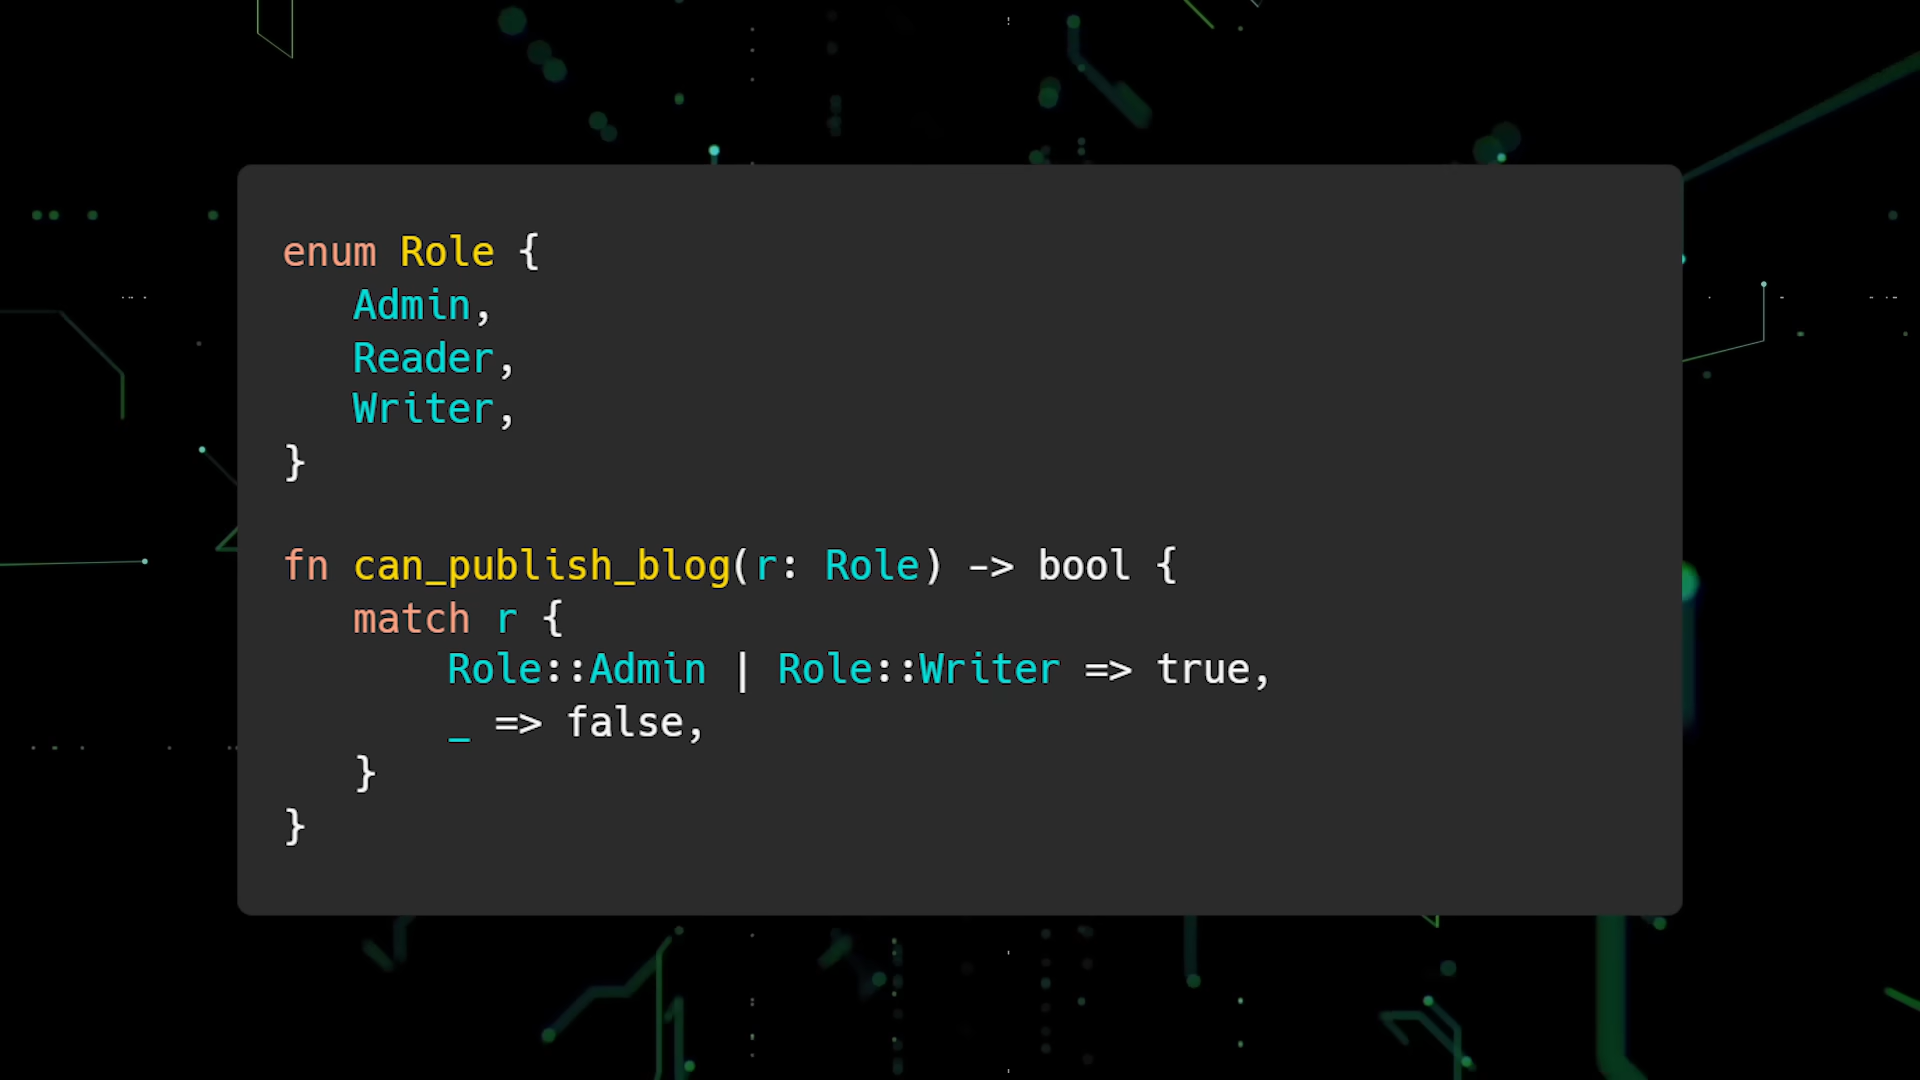 enum Role {
   Admin,
   Reader,
   Writer,
}

fn can_publish_blog(r: Role) -> bool {
   match r {
       Role::Admin | Role::Writer => true,
       _ => false,
   }
}